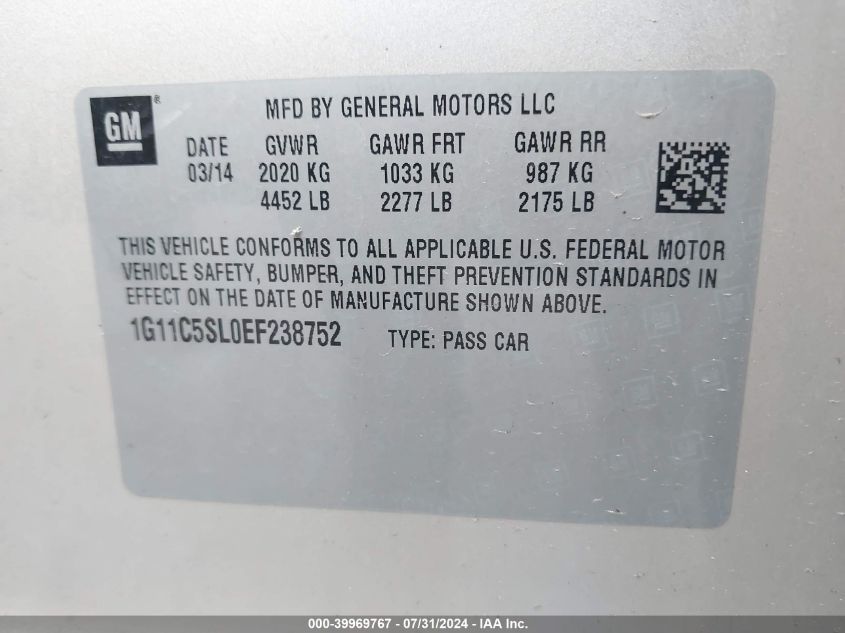 GM ®
MFD BY GENERAL MOTORS LLC
DATE GVWR GAWR FRT GAWR RR
03/14 2020 KG 1033 KG 987 KG
4452 LB 2277 LB 2175 LB
THIS VEHICLE CONFORMS TO ALL APPLICABLE U.S. FEDERAL MOTOR
VEHICLE SAFETY, BUMPER, AND THEFT PREVENTION STANDARDS IN
EFFECT ON THE DATE OF MANUFACTURE SHOWN ABOVE.
1G11C5SL0EF238752 TYPE: PASS CAR
000-39969767 - 07/31/2024 - IAA Inc.